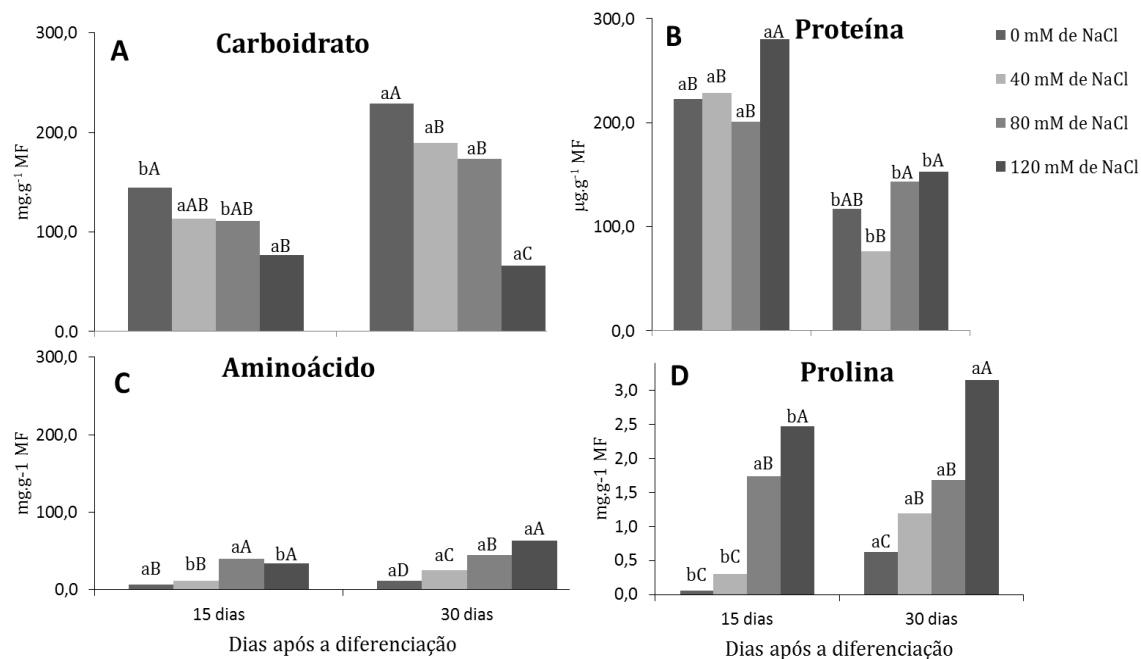 A
Carboidrato
300,0
200,0
100,0
0.0
mg.g⁻¹ MF
bA
aAB
bAB
aB
aA
aB
aB
aC
B
Proteína
300,0
200,0
100,0
0,0
µg.g⁻¹ MF
aB
aB
aB
aA
bAB
bB
bA
bA
0 mM de NaCl
40 mM de NaCl
80 mM de NaCl
120 mM de NaCl
C
Aminoácido
300,0
200,0
100,0
0,0
mg.g-1 MF
aB
bB
aA
bA
aD
aC
aB
aA
15 dias
30 dias
Dias após a diferenciação
D
Prolina
3,0
2,5
2,0
1,5
1,0
0,5
0,0
mg.g-1 MF
bC
bC
aB
bA
aC
aB
aB
aA
15 dias
30 dias
Dias após a diferenciação